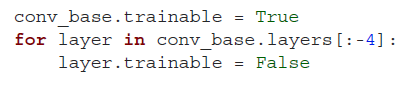 conv_base.trainable = True
for layer in conv_base.layers[:-4]:
    layer.trainable = False